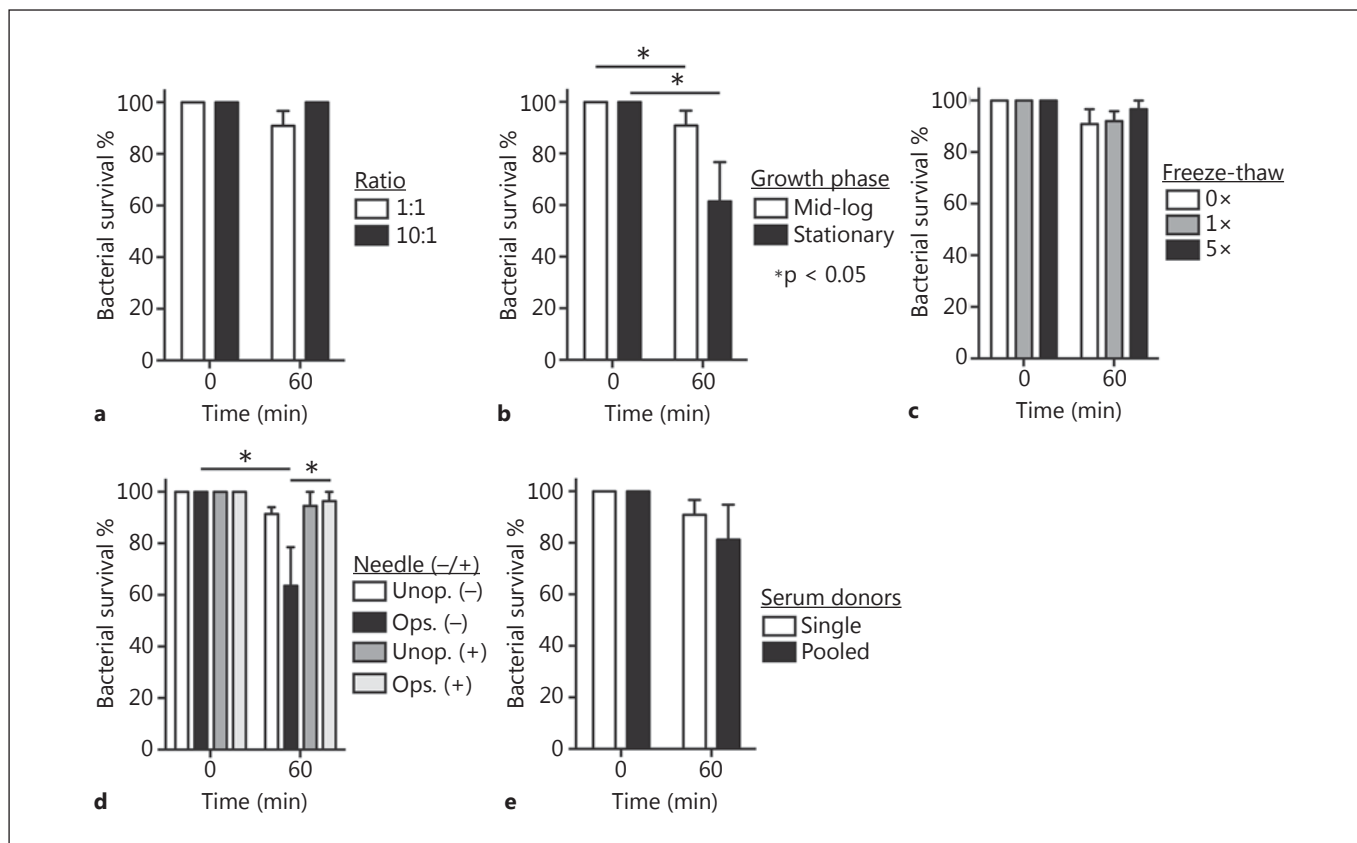 Bacterial survival %
100
80
60
40
20
0
0 60
Time (min)
Ratio
1:1
10:1
a
* 
*
Bacterial survival %
100
80
60
40
20
0
0 60
Time (min)
Growth phase
Mid-log
Stationary
*p < 0.05
b
Bacterial survival %
100
80
60
40
20
0
0 60
Time (min)
Freeze-thaw
0×
1×
5×
c
* *
Bacterial survival %
100
80
60
40
20
0
0 60
Time (min)
Needle (–/+)
Unop. (–)
Ops. (–)
Unop. (+)
Ops. (+)
d
Bacterial survival %
100
80
60
40
20
0
0 60
Time (min)
Serum donors
Single
Pooled
e